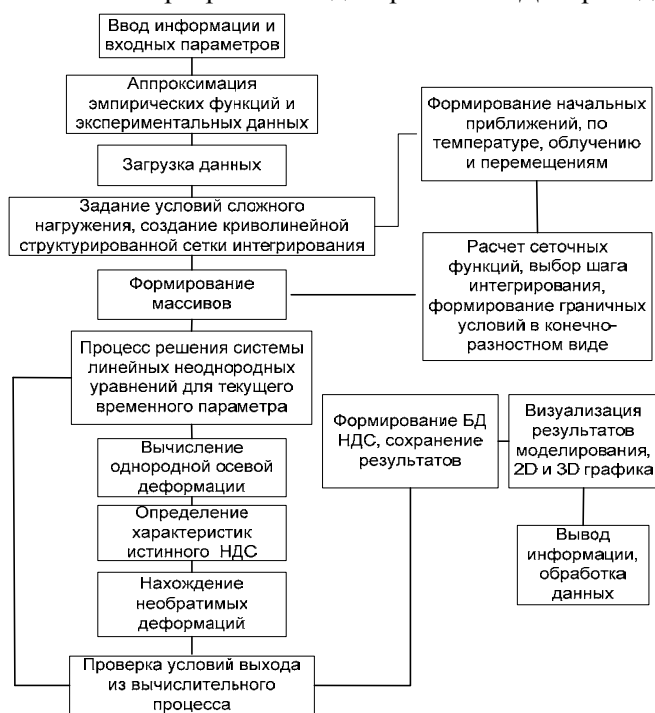 Ввод информации и
входных параметров
Аппроксимация
эмпирических функций и
экспериментальных данных
Загрузка данных
Задание условий сложного
нагружения, создание криволинейной
структурированной сетки интегрирования
Формирование начальных
приближений, по
температуре, облучению
и перемещениям
Расчет сеточных
функций, выбор шага
интегрирования,
формирование граничных
условий в конечно-
разностном виде
Формирование
массивов
Процесс решения системы
линейных неоднородных
уравнений для текущего
временного параметра
Вычисление
однородной осевой
деформации
Определение
характеристик
истинного НДС
Нахождение
необратимых
деформаций
Проверка условий выхода
из вычислительного
процесса
Формирование БД
НДС, сохранение
результатов
Визуализация
результатов
моделирования,
2D и 3D графика
Вывод
информации,
обработка
данных